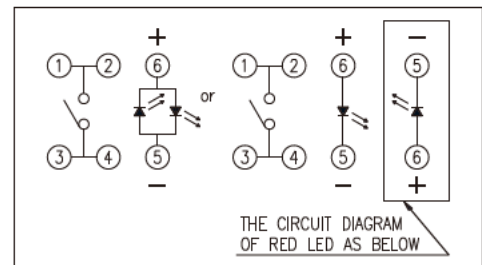 + + −
1 2 6 1 2 6 5
or
3 4 5 3 4 5 6
− − +
THE CIRCUIT DIAGRAM
OF RED LED AS BELOW